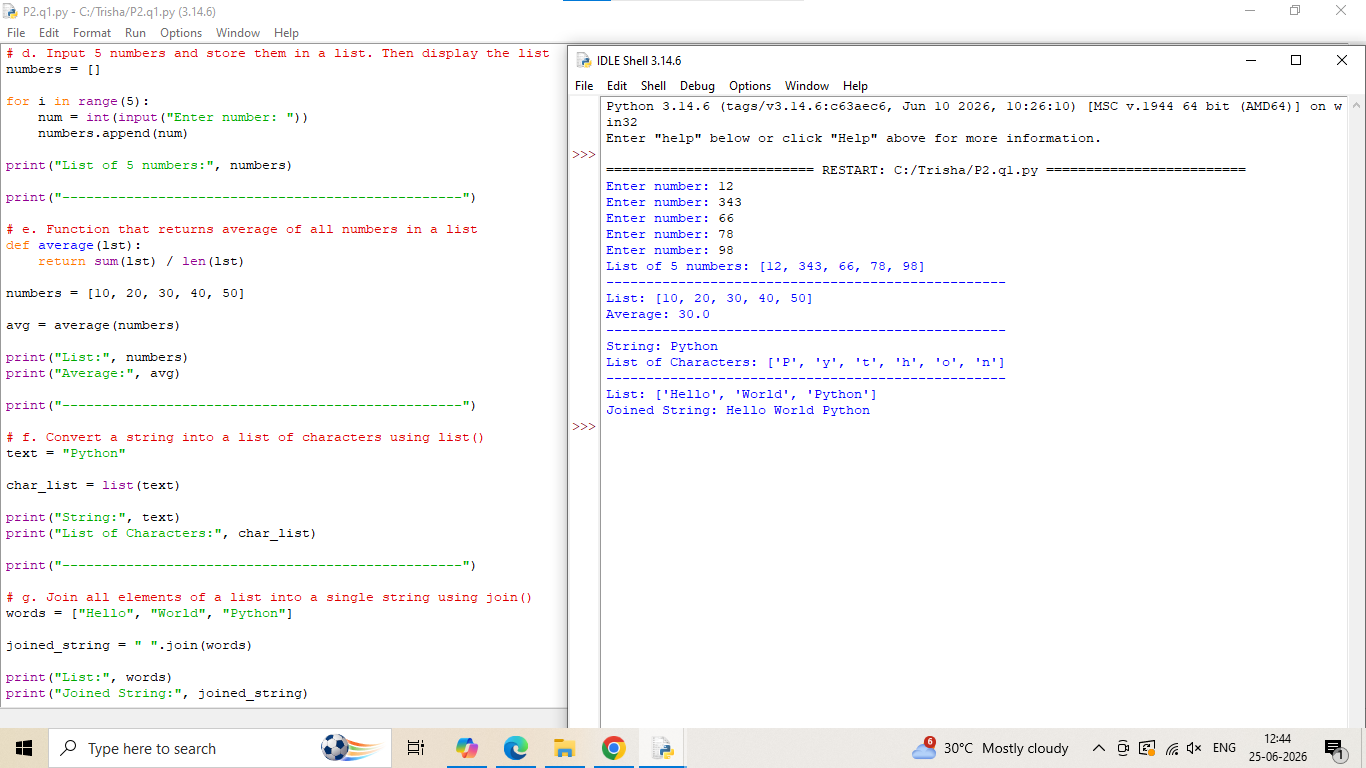 P2.q1.py - C:/Trisha/P2.q1.py (3.14.6)
File Edit Format Run Options Window Help
# d. Input 5 numbers and store them in a list. Then display the list
numbers = []
for i in range(5):
    num = int(input("Enter number: "))
    numbers.append(num)
print("List of 5 numbers:", numbers)
print("--------------------------------------------------")
# e. Function that returns average of all numbers in a list
def average(lst):
    return sum(lst) / len(lst)
numbers = [10, 20, 30, 40, 50]
avg = average(numbers)
print("List:", numbers)
print("Average:", avg)
print("--------------------------------------------------")
# f. Convert a string into a list of characters using list()
text = "Python"
char_list = list(text)
print("String:", text)
print("List of Characters:", char_list)
print("--------------------------------------------------")
# g. Join all elements of a list into a single string using join()
words = ["Hello", "World", "Python"]
joined_string = " ".join(words)
print("List:", words)
print("Joined String:", joined_string)
IDLE Shell 3.14.6
File Edit Shell Debug Options Window Help
Python 3.14.6 (tags/v3.14.6:c63aec6, Jun 10 2026, 10:26:10) [MSC v.1944 64 bit (AMD64)] on w
in32
Enter "help" below or click "Help" above for more information.
>>>
========================== RESTART: C:/Trisha/P2.q1.py =========================
Enter number: 12
Enter number: 343
Enter number: 66
Enter number: 78
Enter number: 98
List of 5 numbers: [12, 343, 66, 78, 98]
--------------------------------------------------
List: [10, 20, 30, 40, 50]
Average: 30.0
--------------------------------------------------
String: Python
List of Characters: ['P', 'y', 't', 'h', 'o', 'n']
--------------------------------------------------
List: ['Hello', 'World', 'Python']
Joined String: Hello World Python
>>>
Type here to search
6
30°C Mostly cloudy
ENG
12:44
25-06-2026
1